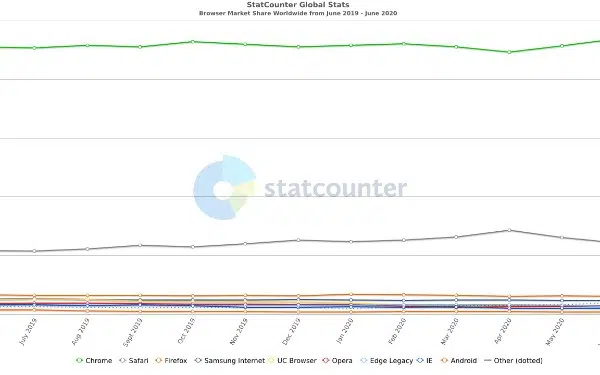 StatCounter Global Stats
Browser Market Share Worldwide from June 2019 - June 2020
statcounter
July 2019 Aug 2019 Sept 2019 Oct 2019 Nov 2019 Dec 2019 Jan 2020 Feb 2020 Mar 2020 Apr 2020 May 2020
Chrome Safari Firefox Samsung Internet UC Browser Opera Edge Legacy IE Android Other (dotted)